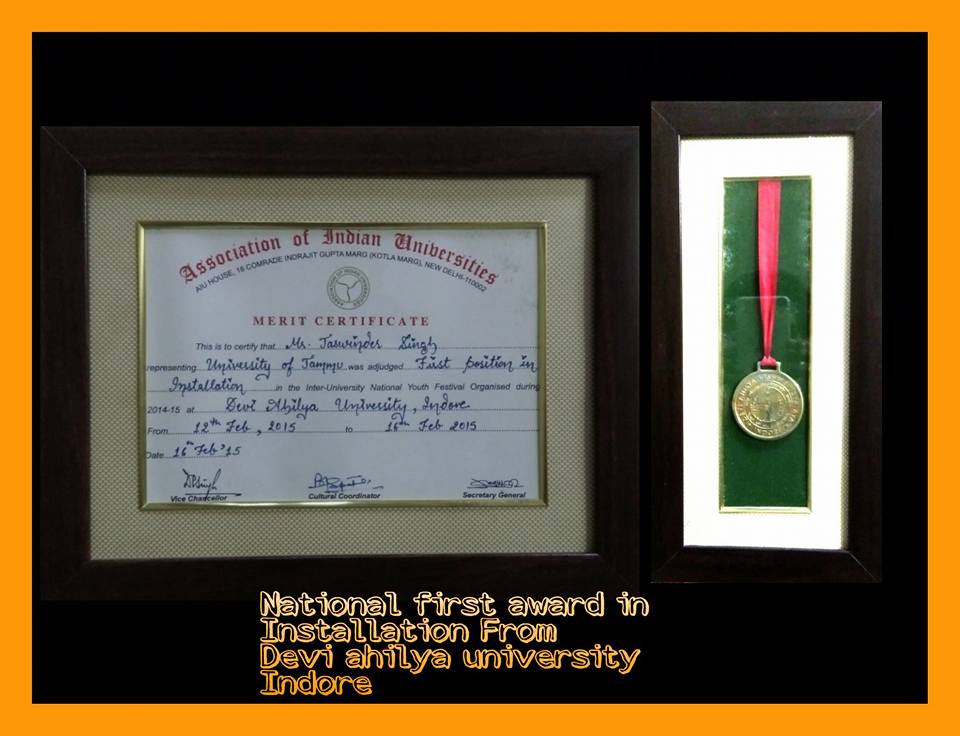 Association of Indian Universities
AIU HOUSE, 16 COMRADE INDRAJIT GUPTA MARG (KOTLA MARG), NEW DELHI-110002
MERIT CERTIFICATE
This is to certify that Mr. Jaswinder Singh
representing University of Jammu was adjudged First position in
Installation in the Inter-University National Youth Festival Organised during
2014-15 at Devi Ahilya University, Indore
From 12th Feb, 2015 to 16th Feb 2015
Date 16th Feb '15
Vice Chancellor Cultural Coordinator Secretary General
National first award in
Installation From
Devi ahilya university
Indore